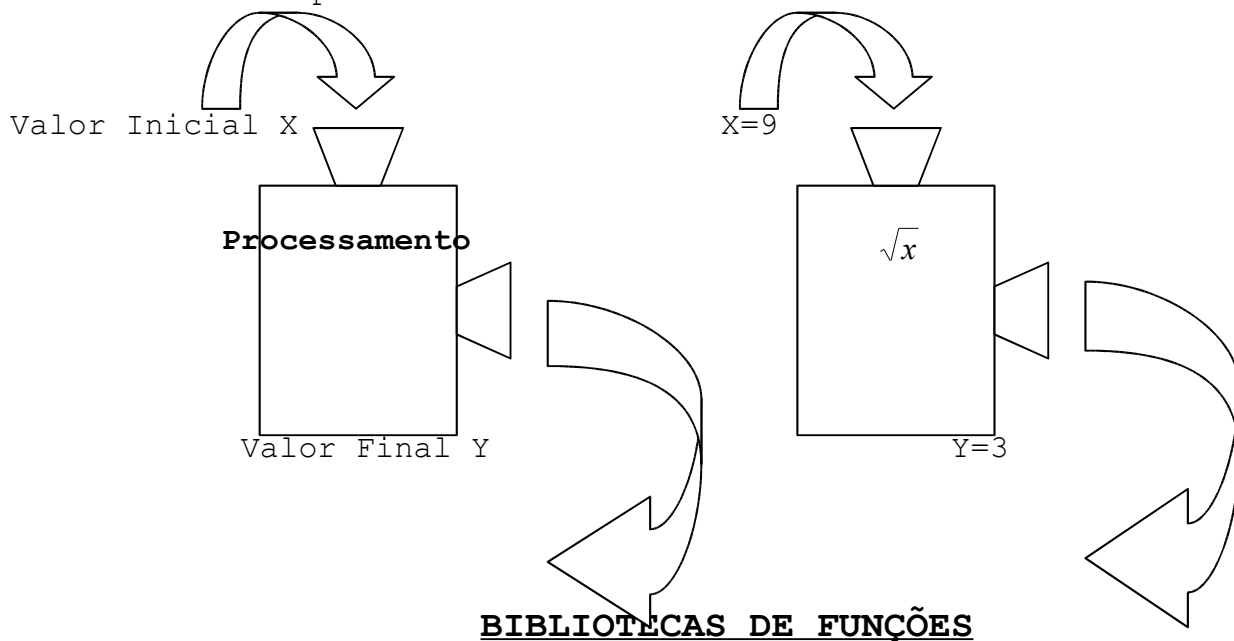 Valor Inicial X
X=9
Processamento
√x
Valor Final Y
Y=3
BIBLIOTECAS DE FUNÇÕES